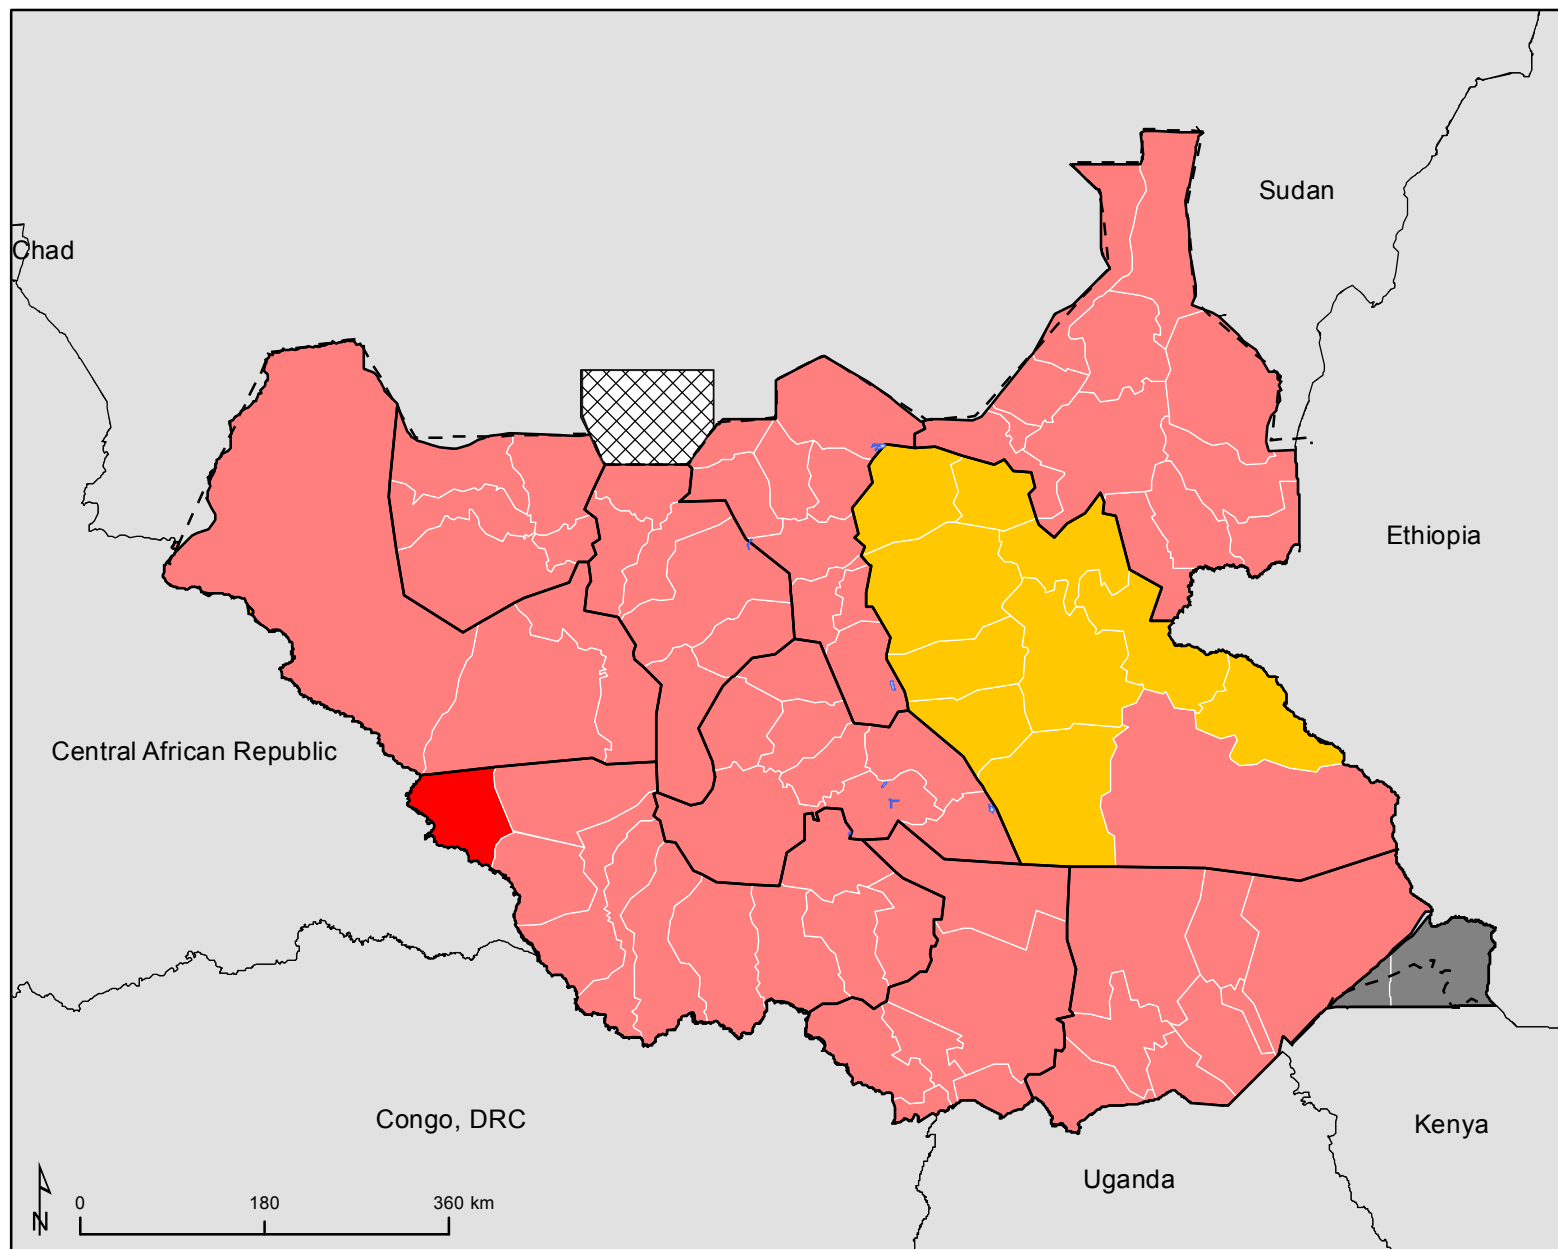 Sudan
Chad
Ethiopia
Central African Republic
Congo, DRC
Kenya
Uganda
N
0 180 360 km